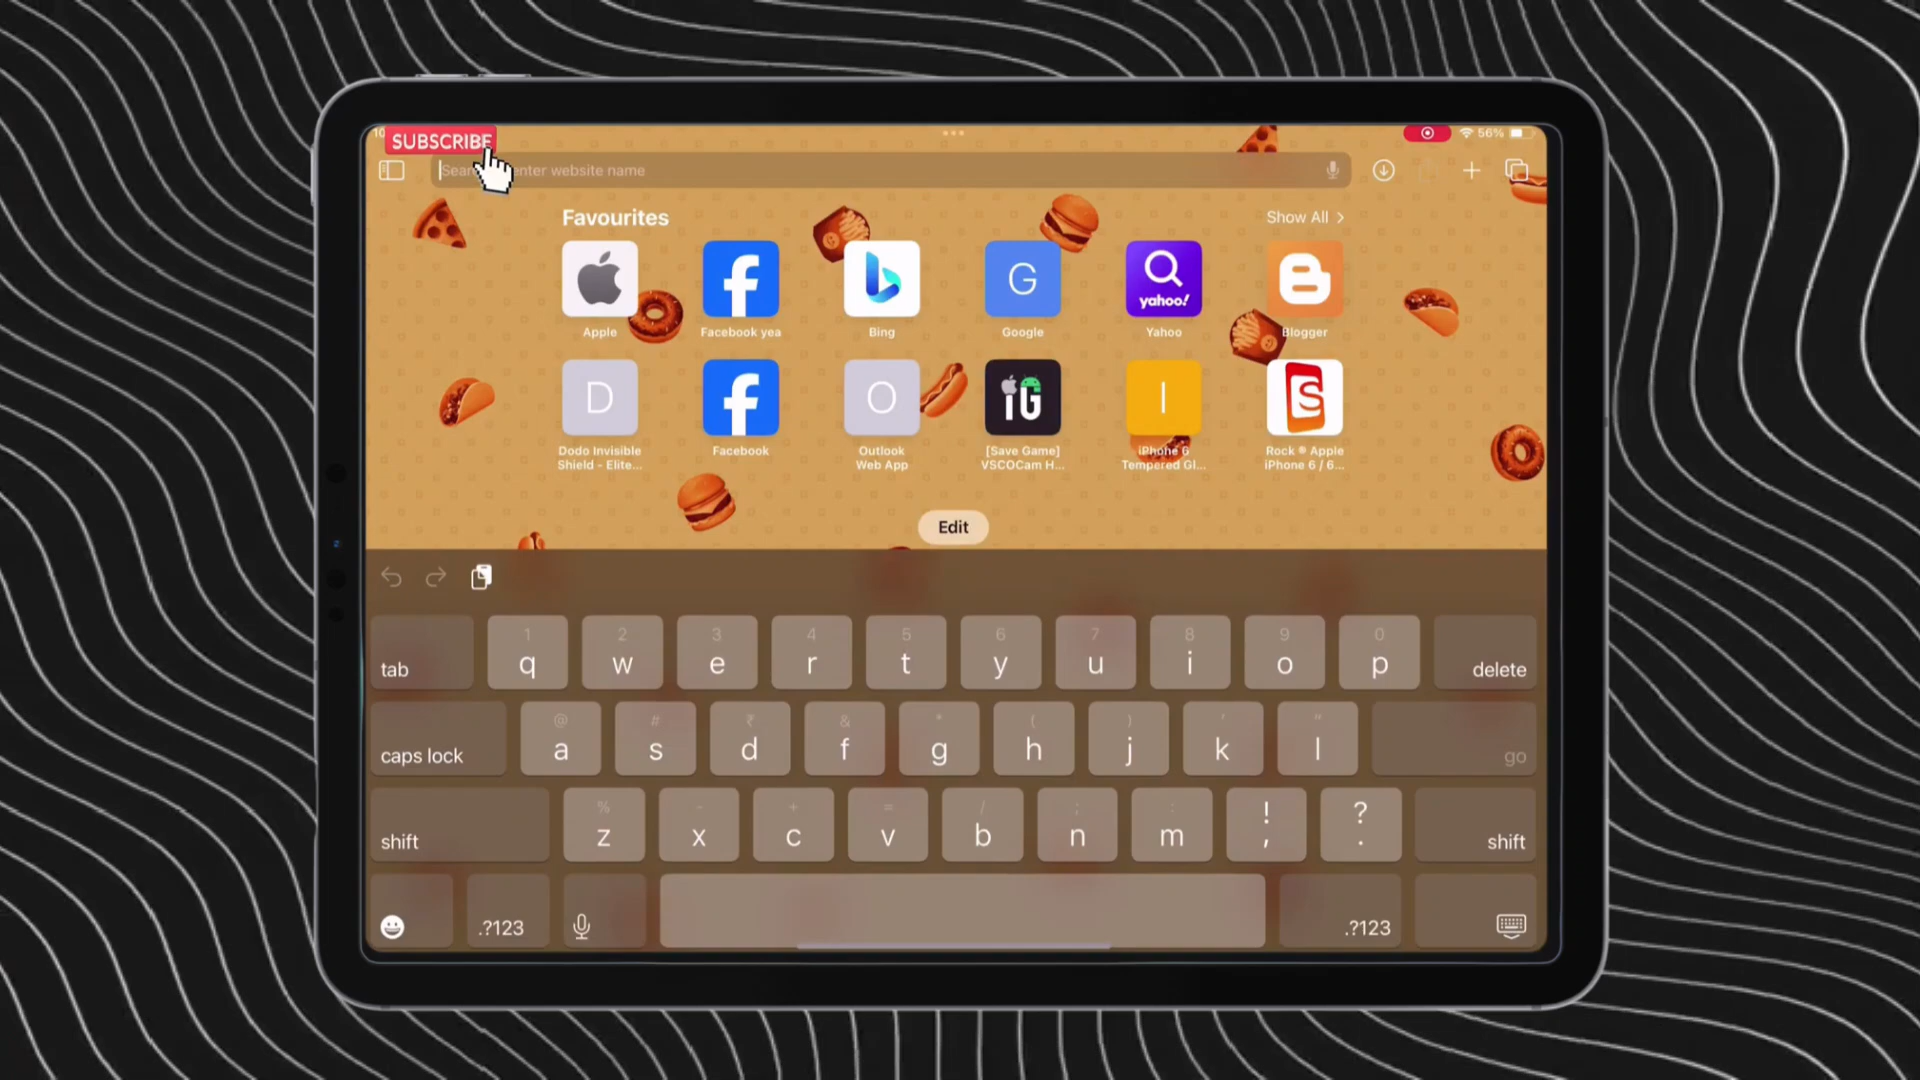 SUBSCRIBE
10
56%
enter website name
Favourites
Show All >
yahoo!
G
Apple
Facebook yea
Bing
Google
Yahoo
Blogger
D
O
iG
I
S
Dodo Invisible
Shield - Elite...
Facebook
Outlook
Web App
[Save Game]
VSCOCam H...
iPhone 6
Tempered Gl...
Rock ® Apple
iPhone 6 / 6...
Edit
1 2 3 4 5 6 7 8 9 0
tab q w e r t y u i o p delete
@ # ₹ & * ( ) ' "
caps lock a s d f g h j k l go
% - + = / ; : ! ?
shift z x c v b n m , . shift
.?123 .?123